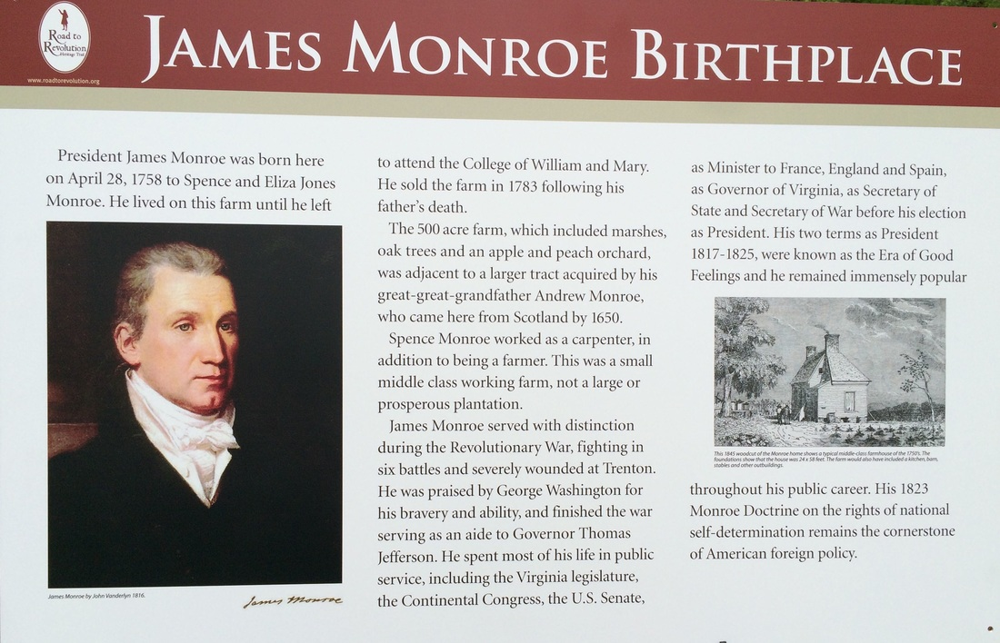 Road to
Revolution
Heritage Trail
www.roadtorevolution.org
JAMES MONROE BIRTHPLACE
President James Monroe was born here
on April 28, 1758 to Spence and Eliza Jones
Monroe. He lived on this farm until he left
James Monroe by John Vanderlyn 1816.
James Monroe
to attend the College of William and Mary.
He sold the farm in 1783 following his
father's death.
The 500 acre farm, which included marshes,
oak trees and an apple and peach orchard,
was adjacent to a larger tract acquired by his
great-great-grandfather Andrew Monroe,
who came here from Scotland by 1650.
Spence Monroe worked as a carpenter, in
addition to being a farmer. This was a small
middle class working farm, not a large or
prosperous plantation.
James Monroe served with distinction
during the Revolutionary War, fighting in
six battles and severely wounded at Trenton.
He was praised by George Washington for
his bravery and ability, and finished the war
serving as an aide to Governor Thomas
Jefferson. He spent most of his life in public
service, including the Virginia legislature,
the Continental Congress, the U.S. Senate,
as Minister to France, England and Spain,
as Governor of Virginia, as Secretary of
State and Secretary of War before his election
as President. His two terms as President
1817-1825, were known as the Era of Good
Feelings and he remained immensely popular
This 1845 woodcut of the Monroe home shows a typical middle-class farmhouse of the 1750's. The
foundations show that the house was 24 x 58 feet. The farm would also have included a kitchen, barn,
stables and other outbuildings.
throughout his public career. His 1823
Monroe Doctrine on the rights of national
self-determination remains the cornerstone
of American foreign policy.